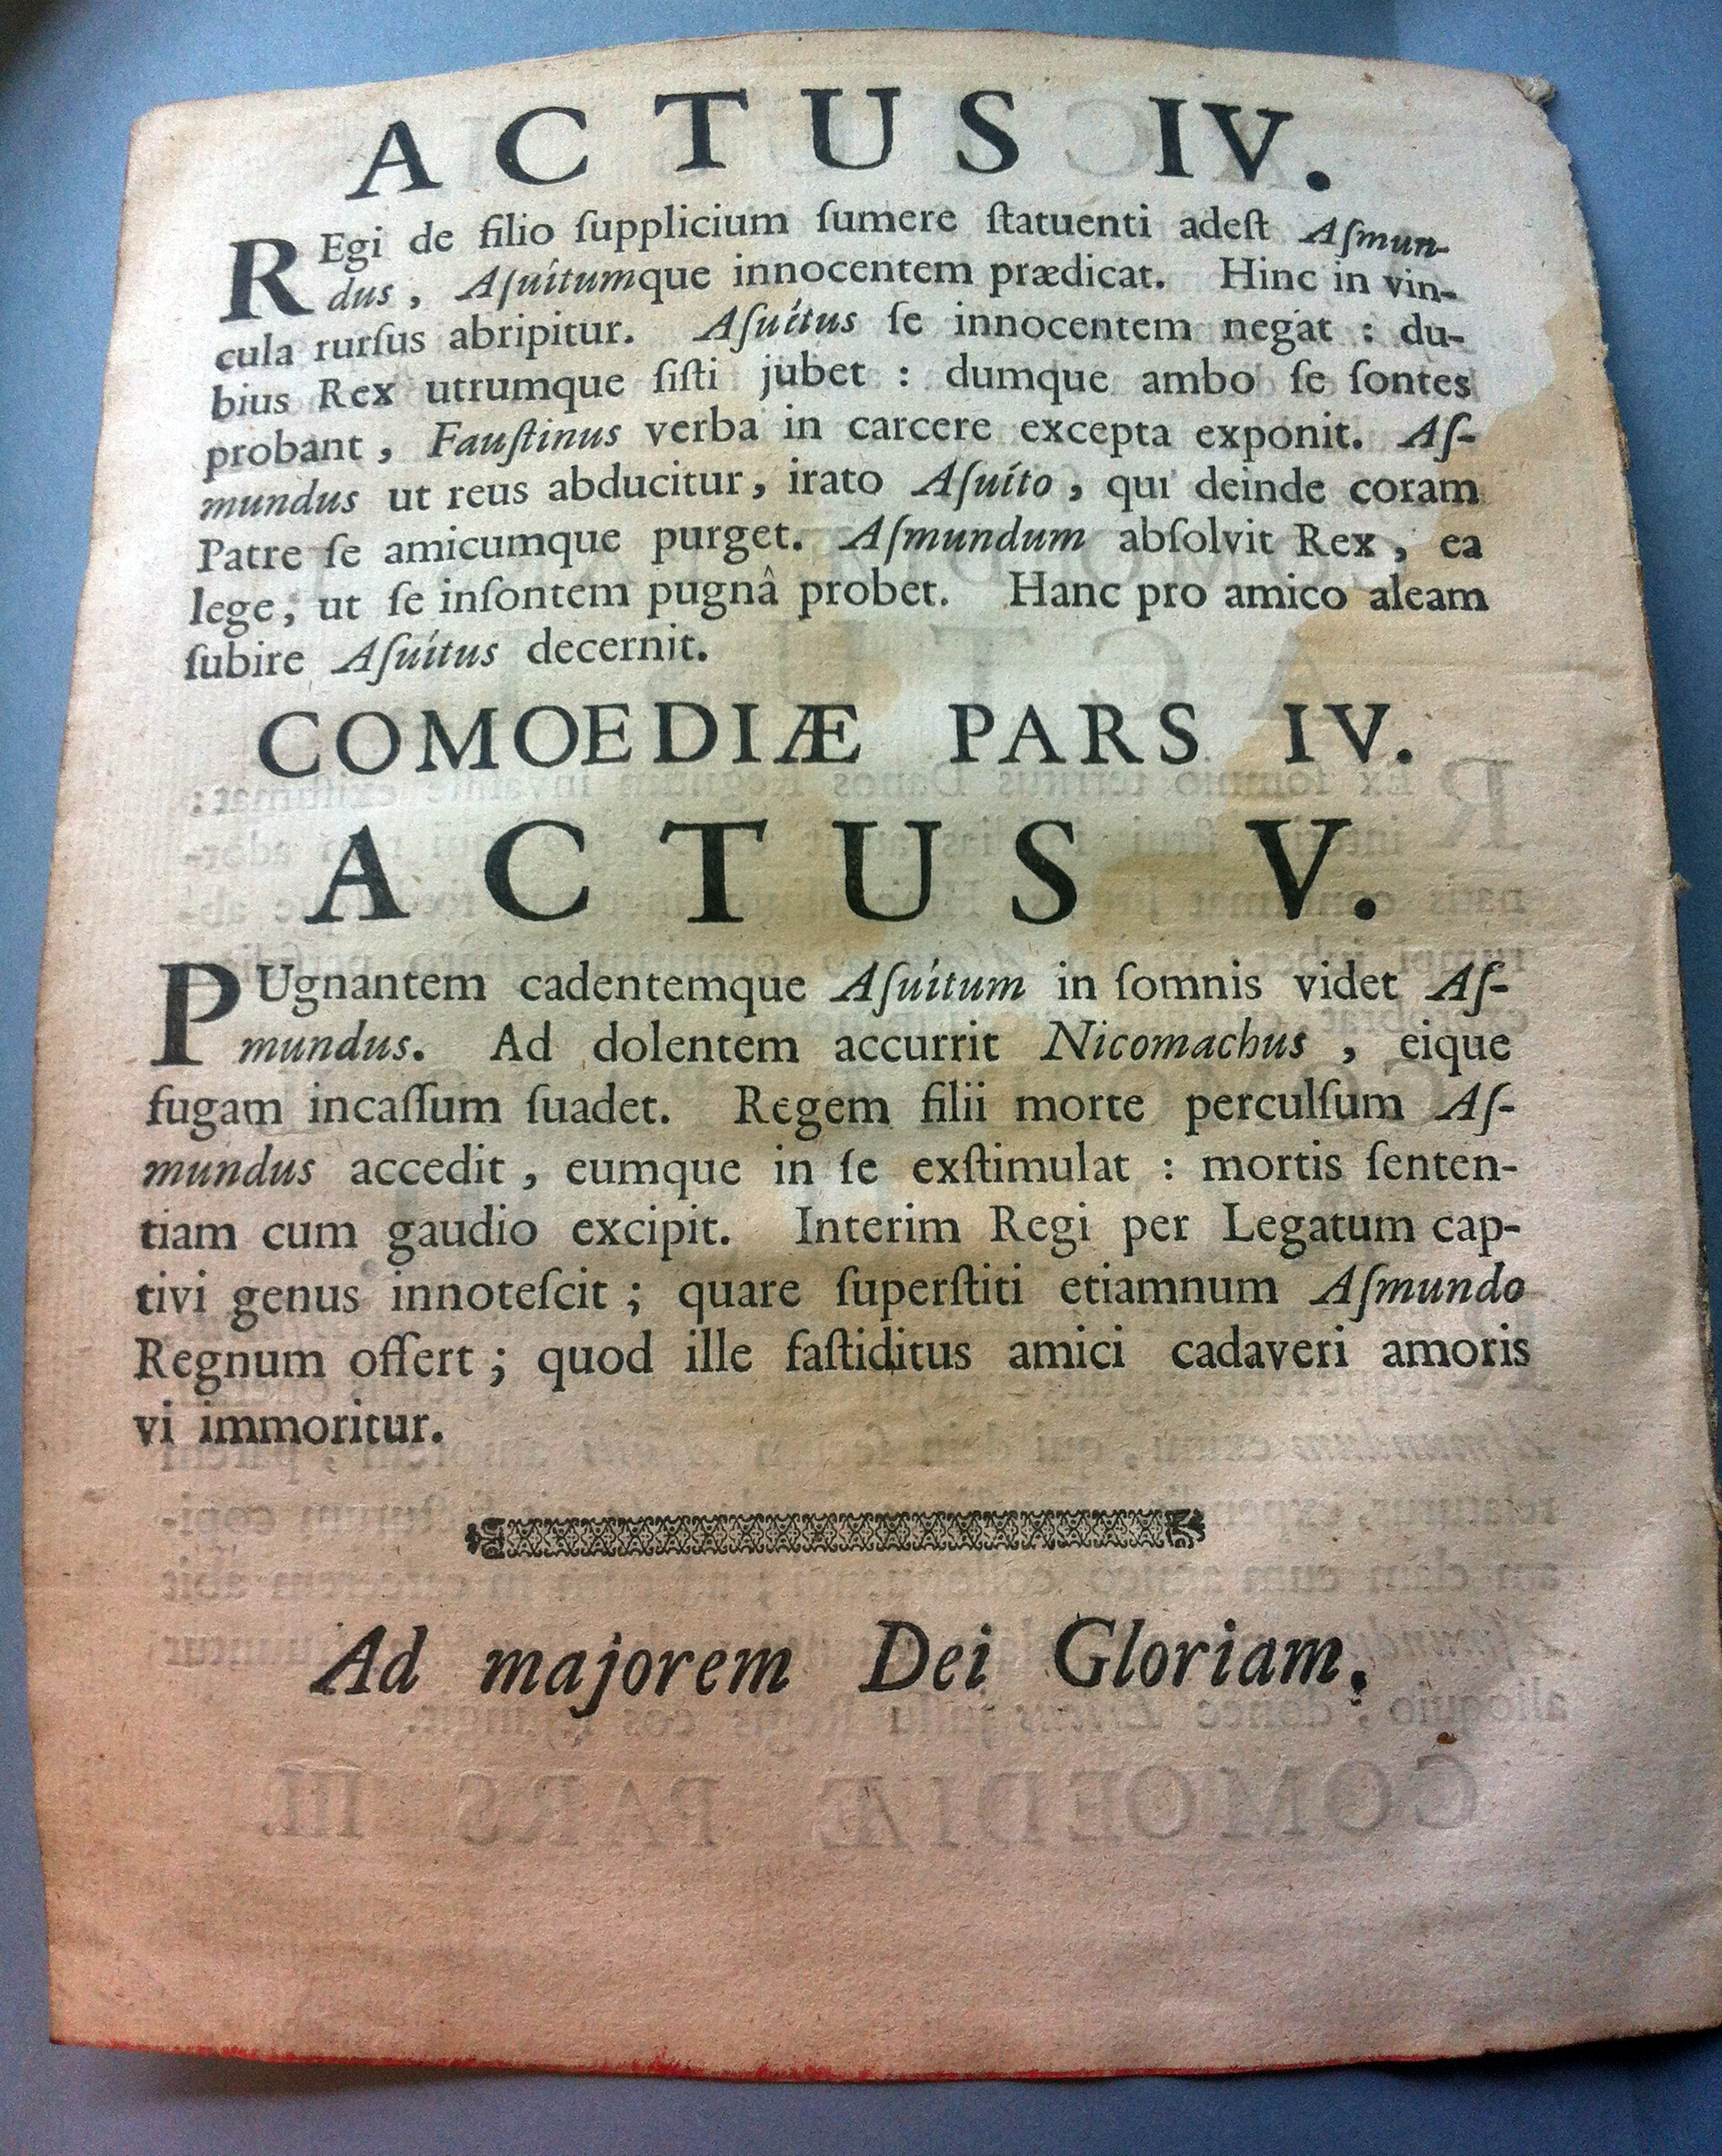 ACTUS IV.
REgi de filio ſupplicium ſumere ſtatuenti adeſt Aſmun-
dus, Aſuítumque innocentem prædicat. Hinc in vin-
cula rurſus abripitur. Aſuítus ſe innocentem negat : du-
bius Rex utrumque ſiſti jubet : dumque ambo ſe ſontes
probant, Fauſtinus verba in carcere excepta exponit. Aſ-
mundus ut reus abducitur, irato Aſuíto, qui deinde coram
Patre ſe amicumque purget. Aſmundum abſolvit Rex, ea
lege, ut ſe inſontem pugnâ probet. Hanc pro amico aleam
ſubire Aſuítus decernit.
COMOEDIÆ PARS IV.
ACTUS V.
PUgnantem cadentemque Aſuítum in ſomnis videt Aſ-
mundus. Ad dolentem accurrit Nicomachus, eique
fugam incaſſum ſuadet. Regem filii morte perculſum Aſ-
mundus accedit, eumque in ſe exſtimulat : mortis ſenten-
tiam cum gaudio excipit. Interim Regi per Legatum cap-
tivi genus innoteſcit ; quare ſuperſtiti etiamnum Aſmundo
Regnum offert ; quod ille faſtiditus amici cadaveri amoris
vi immoritur.
Ad majorem Dei Gloriam.